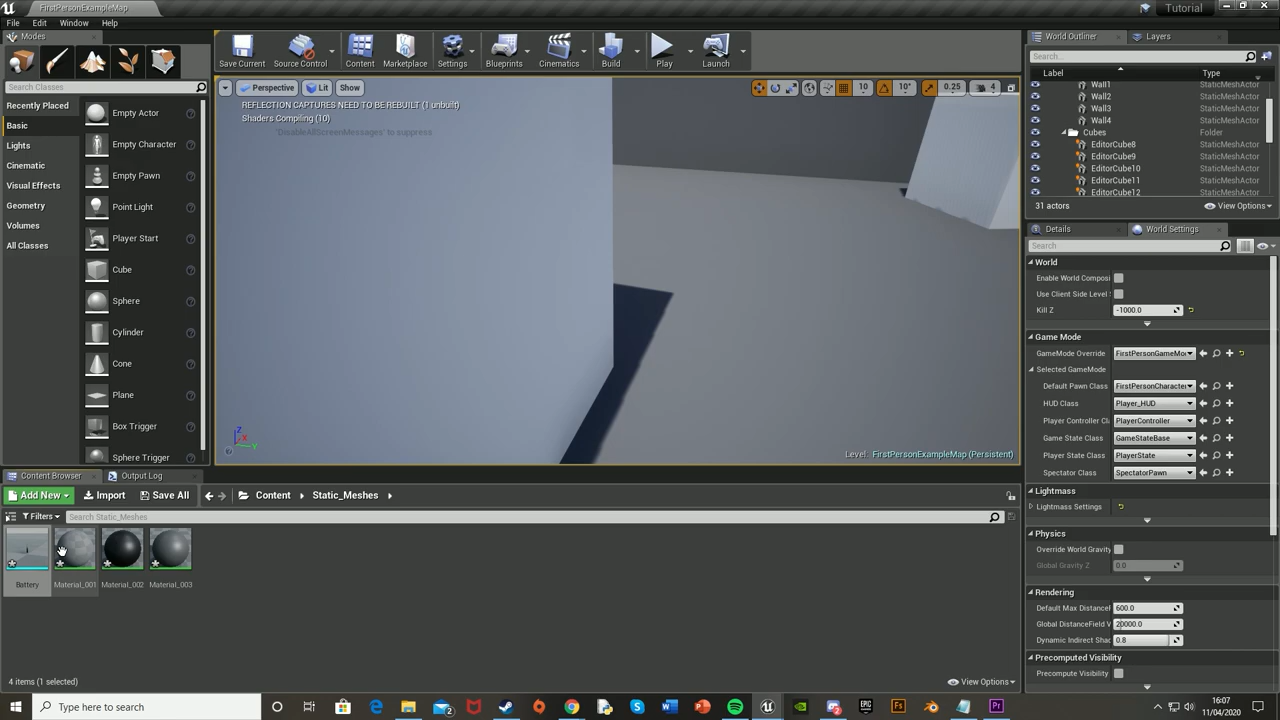 FirstPersonExampleMap
Tutorial
File Edit Window Help
Modes
World Outliner
Layers
Save Current
Source Control
Content
Marketplace
Settings
Blueprints
Cinematics
Build
Play
Launch
Search...
Label
Type
Search Classes
Recently Placed
Basic
Lights
Cinematic
Visual Effects
Geometry
Volumes
All Classes
Empty Actor
Empty Character
Empty Pawn
Point Light
Player Start
Cube
Sphere
Cylinder
Cone
Plane
Box Trigger
Sphere Trigger
Perspective
Lit
Show
10
10°
0.25
4
REFLECTION CAPTURES NEED TO BE REBUILT (1 unbuilt)
Shaders Compiling (10)
'DisableAllScreenMessages' to suppress
Level: FirstPersonExampleMap (Persistent)
Wall1 StaticMeshActor
Wall2 StaticMeshActor
Wall3 StaticMeshActor
Wall4 StaticMeshActor
Cubes Folder
EditorCube8 StaticMeshActor
EditorCube9 StaticMeshActor
EditorCube10 StaticMeshActor
EditorCube11 StaticMeshActor
EditorCube12 StaticMeshActor
31 actors
View Options
Details
World Settings
Search
World
Enable World Composi
Use Client Side Level
Kill Z -1000.0
Game Mode
GameMode Override FirstPersonGameMo
Selected GameMode
Default Pawn Class FirstPersonCharacter
HUD Class Player_HUD
Player Controller Cl PlayerController
Game State Class GameStateBase
Player State Class PlayerState
Spectator Class SpectatorPawn
Lightmass
Lightmass Settings
Physics
Override World Gravity
Global Gravity Z 0.0
Rendering
Default Max Distance 600.0
Global DistanceField V 20000.0
Dynamic Indirect Shad 0.8
Precomputed Visibility
Precompute Visibility
Content Browser
Output Log
Add New
Import
Save All
Content
Static_Meshes
Filters
Search Static_Meshes
Battery
Material_001
Material_002
Material_003
4 items (1 selected)
View Options
Type here to search
16:07
11/04/2020